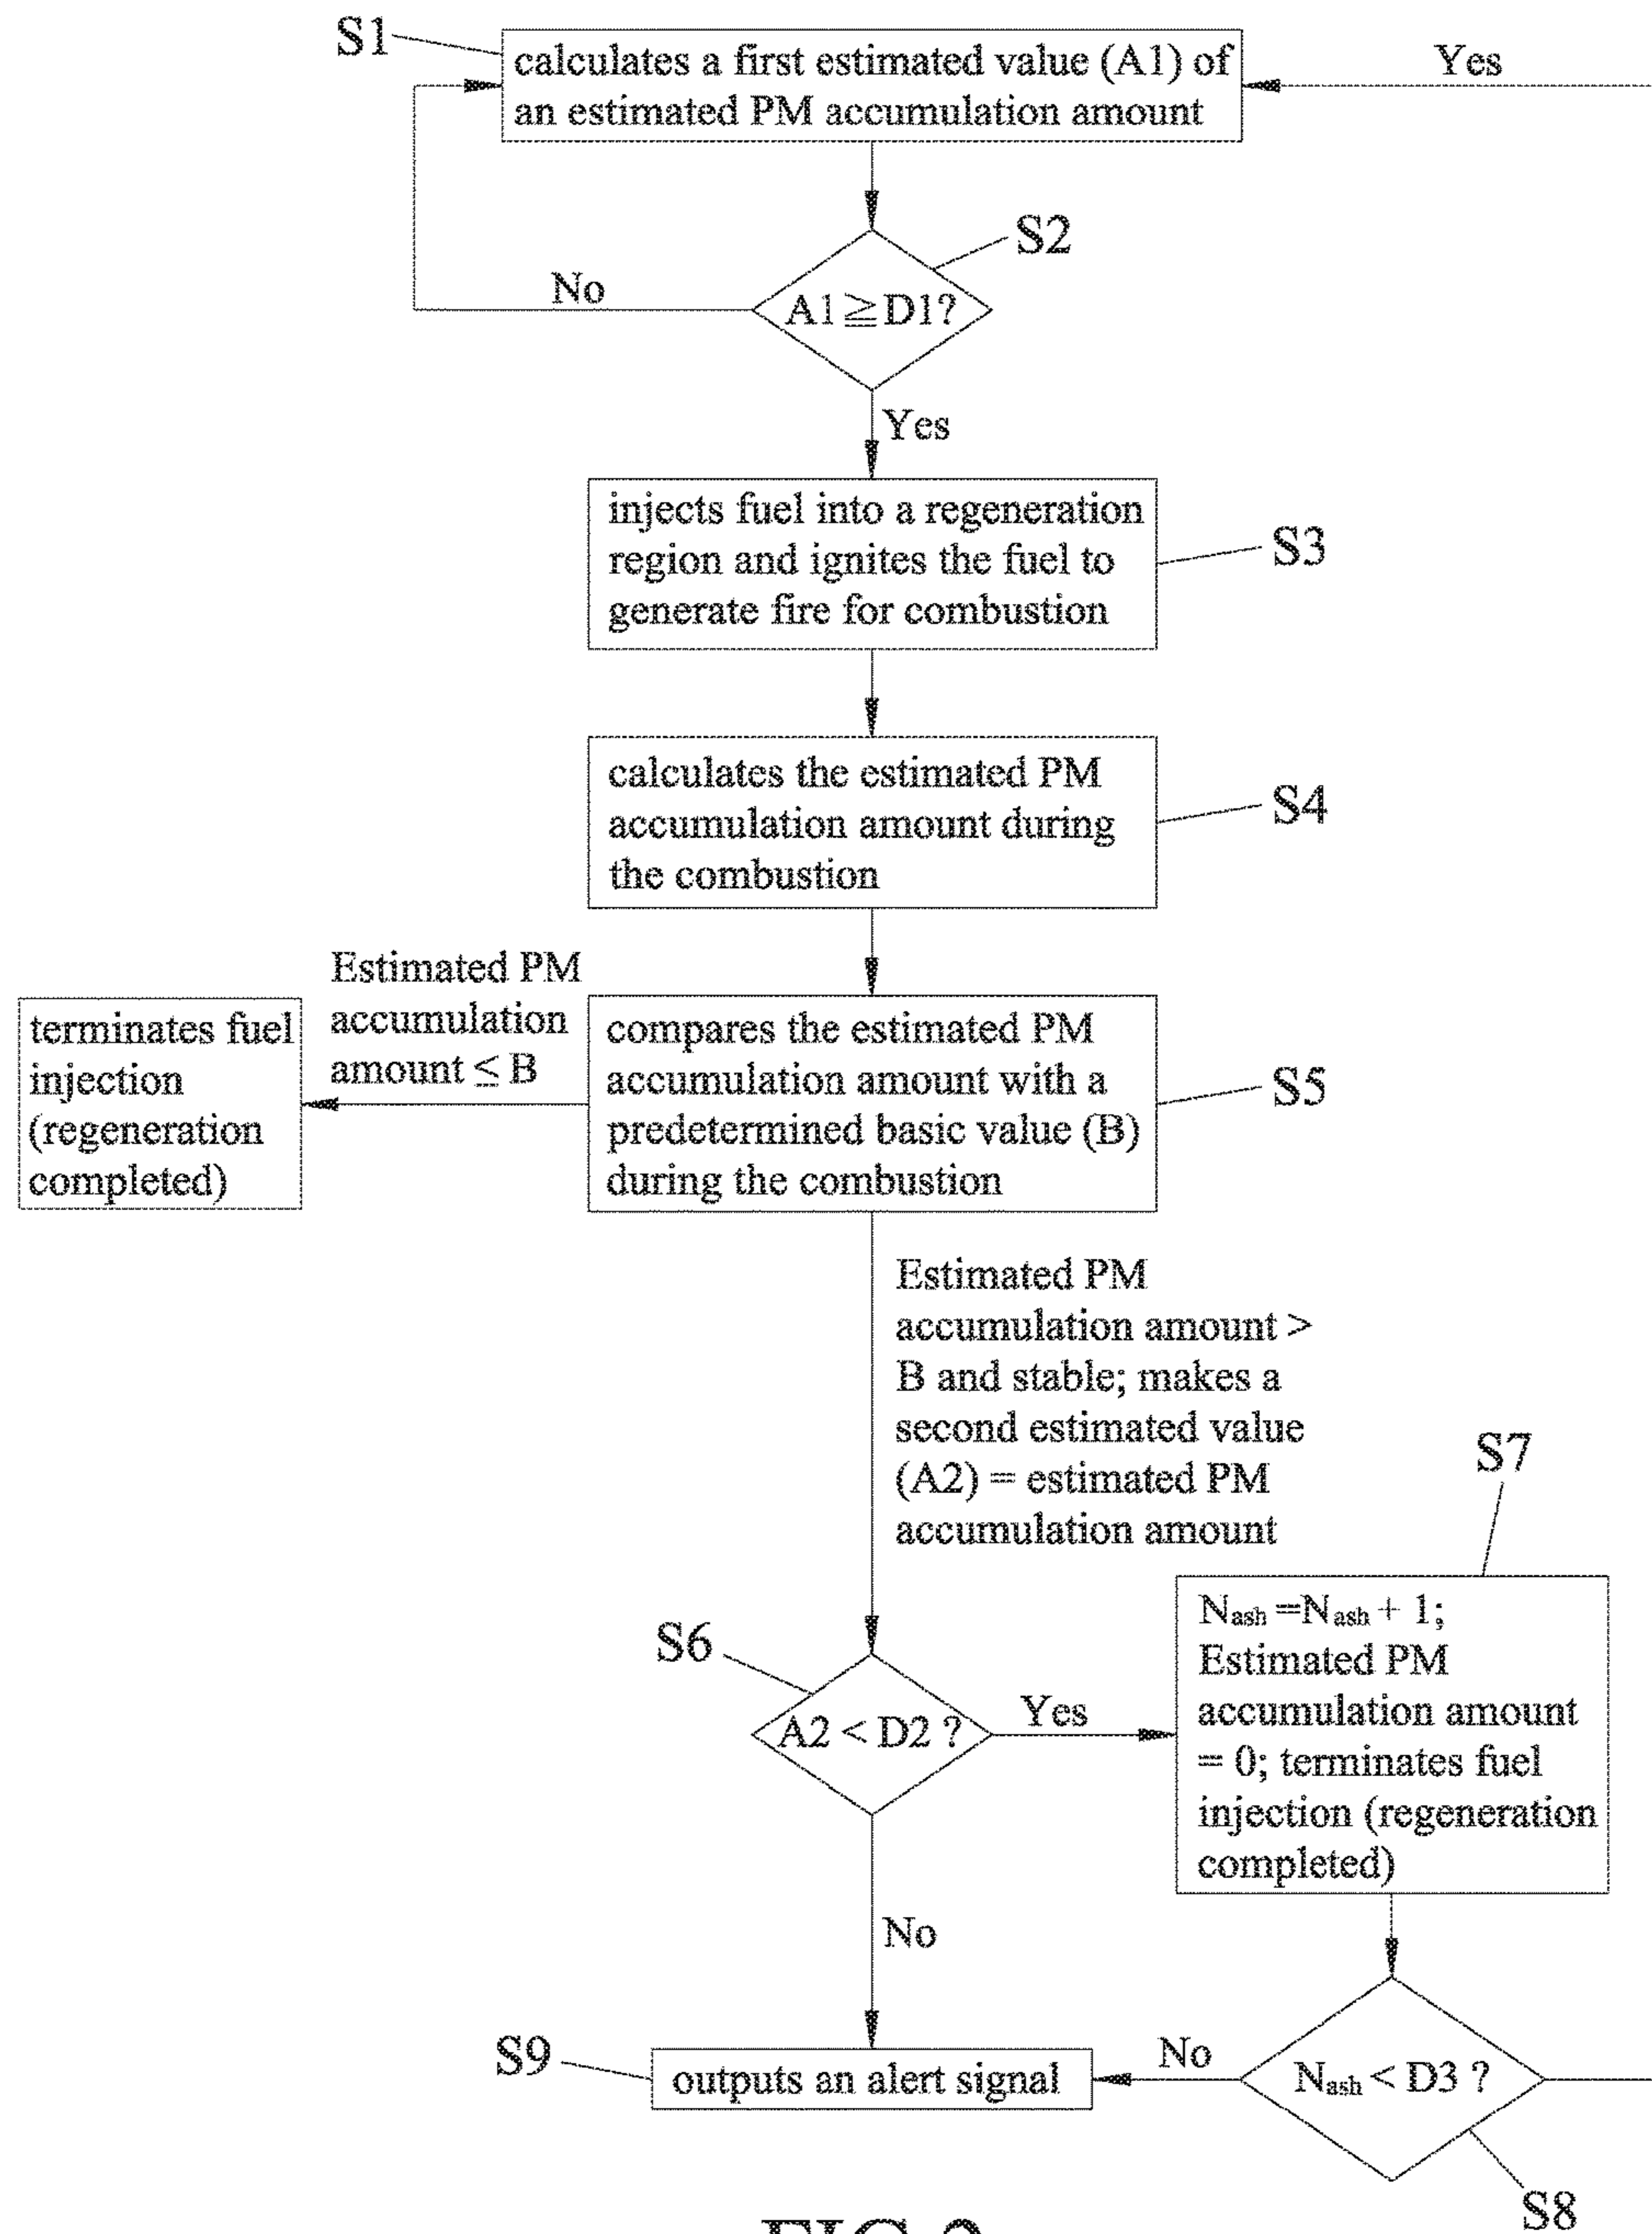 S1
calculates a first estimated value (A1) of
an estimated PM accumulation amount
Yes
S2
No
A1≧D1?
Yes
injects fuel into a regeneration
region and ignites the fuel to
generate fire for combustion
S3
calculates the estimated PM
accumulation amount during
the combustion
S4
Estimated PM
accumulation
amount ≤ B
terminates fuel
injection
(regeneration
completed)
compares the estimated PM
accumulation amount with a
predetermined basic value (B)
during the combustion
S5
Estimated PM
accumulation amount >
B and stable; makes a
second estimated value
(A2) = estimated PM
accumulation amount
S7
S6
A2 < D2 ?
Yes
Nash =Nash + 1;
Estimated PM
accumulation amount
= 0; terminates fuel
injection (regeneration
completed)
No
S9
outputs an alert signal
No
Nash < D3 ?
S8